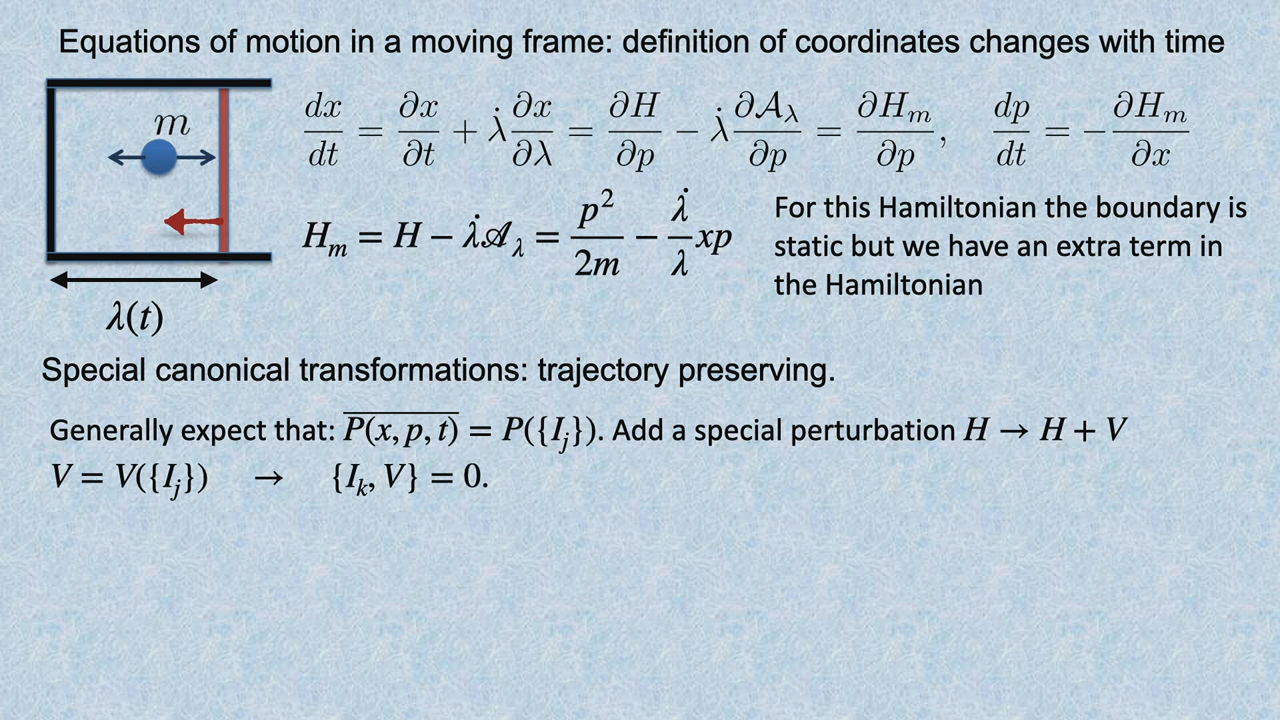 Equations of motion in a moving frame: definition of coordinates changes with time
m
dx/dt = ∂x/∂t + λ̇ ∂x/∂λ = ∂H/∂p − λ̇ ∂𝒜_λ/∂p = ∂H_m/∂p, dp/dt = −∂H_m/∂x
H_m = H − λ̇𝒜_λ = p²/2m − (λ̇/λ)xp
For this Hamiltonian the boundary is
static but we have an extra term in
the Hamiltonian
λ(t)
Special canonical transformations: trajectory preserving.
Generally expect that: \overline{P(x, p, t)} = P({I_j}). Add a special perturbation H → H + V
V = V({I_j}) → {I_k, V} = 0.